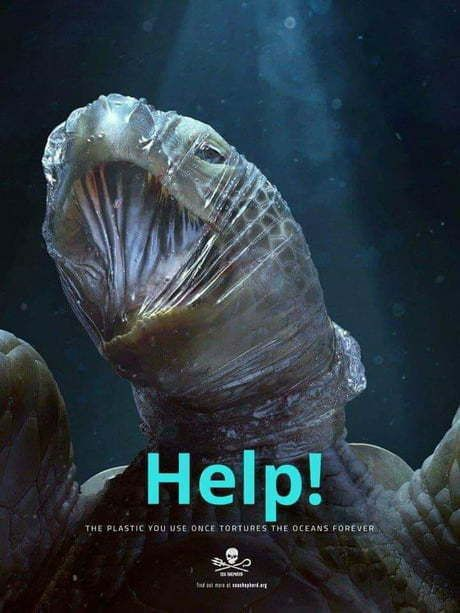 Help!
THE PLASTIC YOU USE ONCE TORTURES THE OCEANS FOREVER.
SEA SHEPHERD
find out more at seashepherd.org